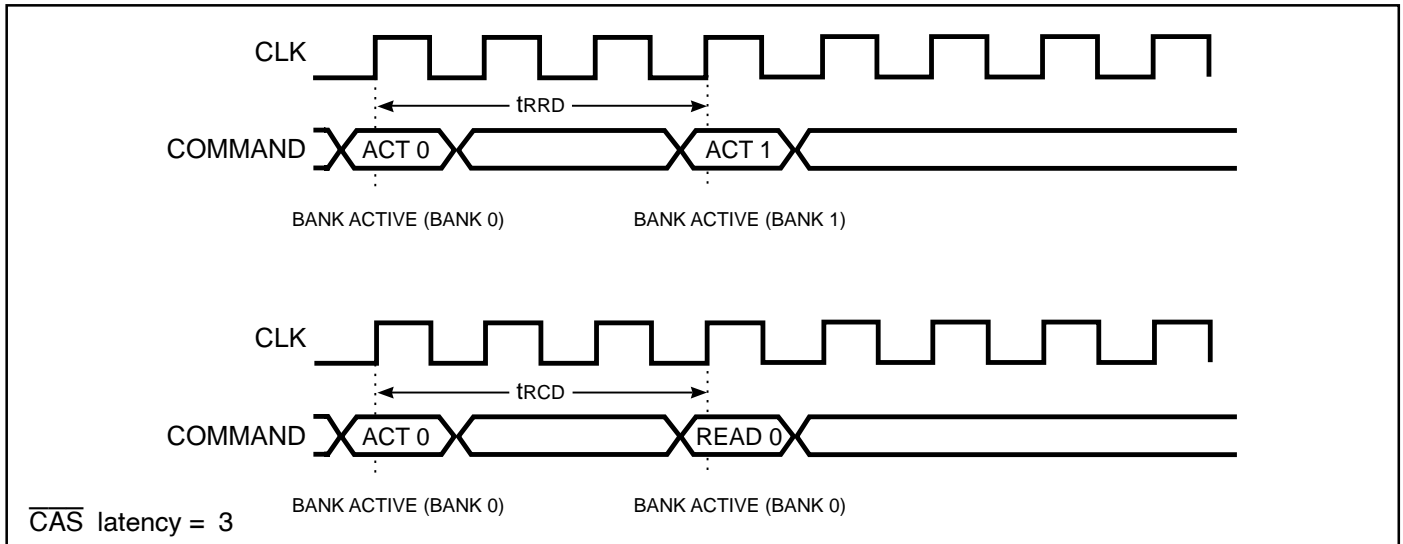 CLK
tRRD
COMMAND ACT 0 ACT 1
BANK ACTIVE (BANK 0) BANK ACTIVE (BANK 1)
CLK
tRCD
COMMAND ACT 0 READ 0
BANK ACTIVE (BANK 0) BANK ACTIVE (BANK 0)
CAS latency = 3